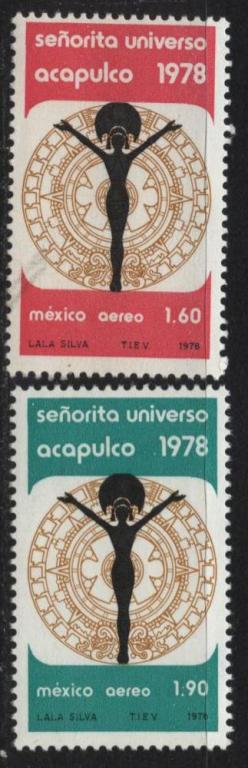 señorita universo
acapulco 1978
méxico aereo 1.60
LALA SILVA T.I.E.V. 1978
señorita universo
acapulco 1978
méxico aereo 1.90
LALA SILVA T.I.E.V. 1978